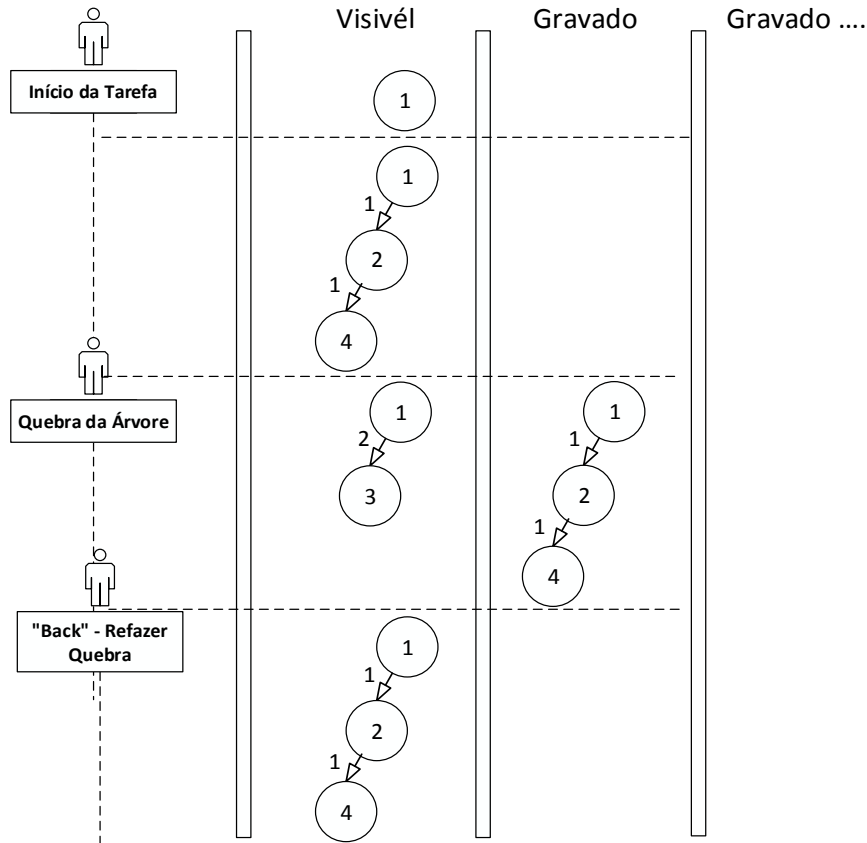 Visivél
Gravado
Gravado ....
Início da Tarefa
1
1
1
2
1
4
Quebra da Árvore
1
2
3
1
1
2
1
4
"Back" - Refazer
Quebra
1
1
2
1
4